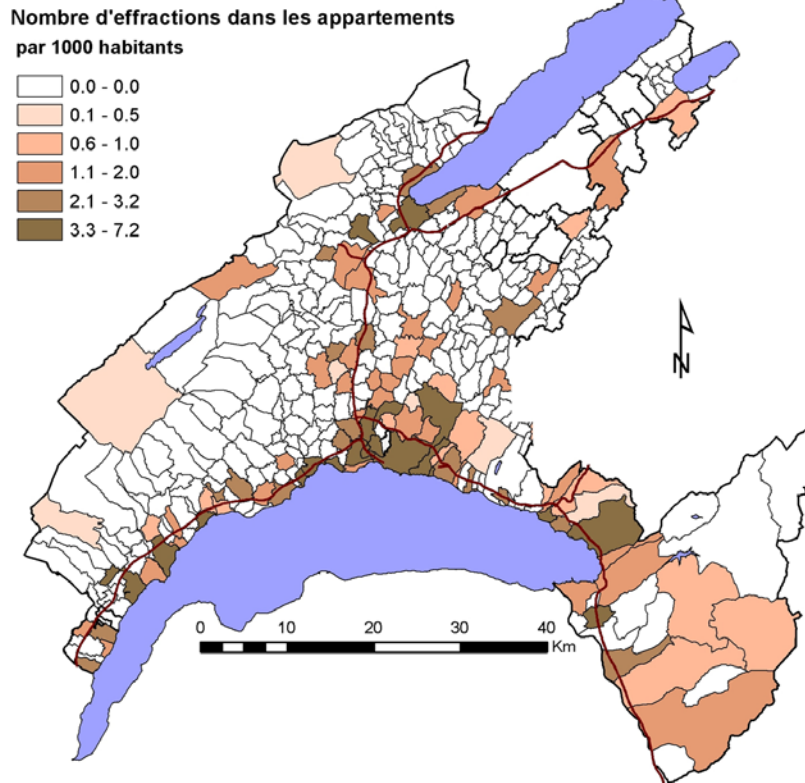 Nombre d'effractions dans les appartements
par 1000 habitants
0.0 - 0.0
0.1 - 0.5
0.6 - 1.0
1.1 - 2.0
2.1 - 3.2
3.3 - 7.2
N
0 10 20 30 40
Km